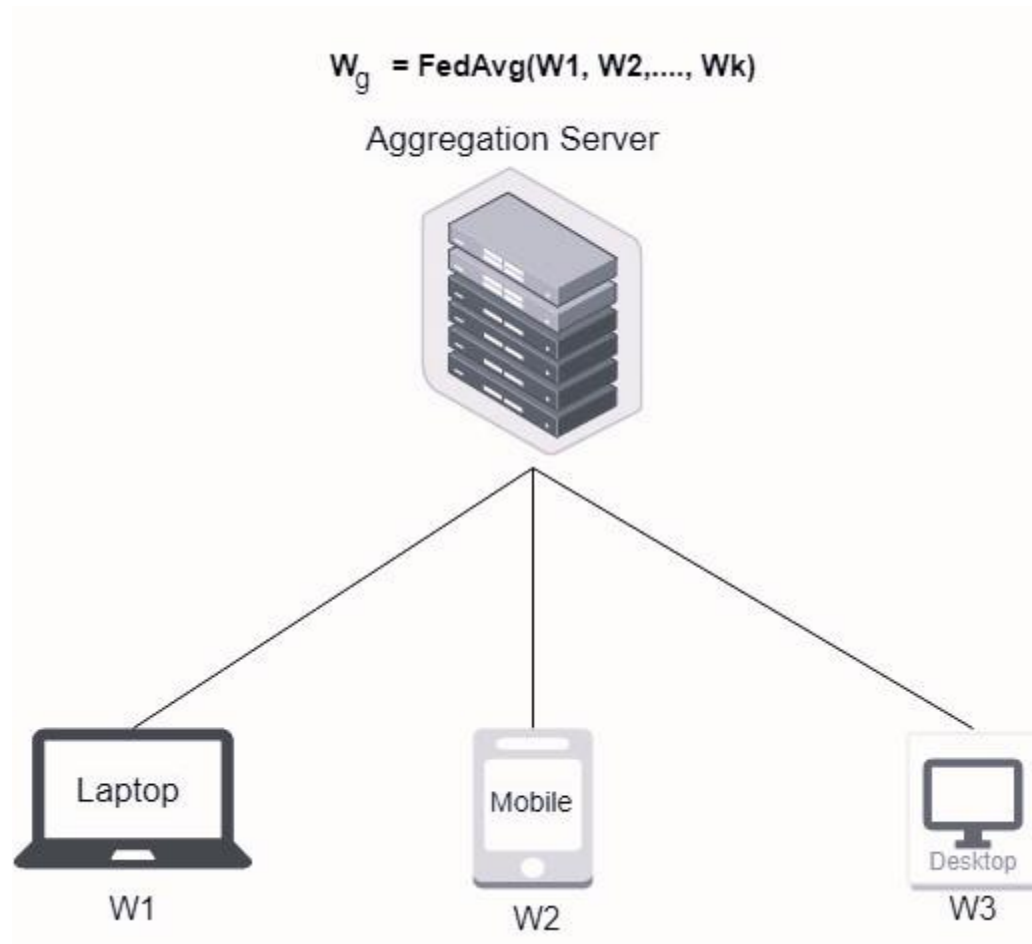 Wg = FedAvg(W1, W2,...., Wk)
Aggregation Server
Laptop
Mobile
Desktop
W1
W2
W3